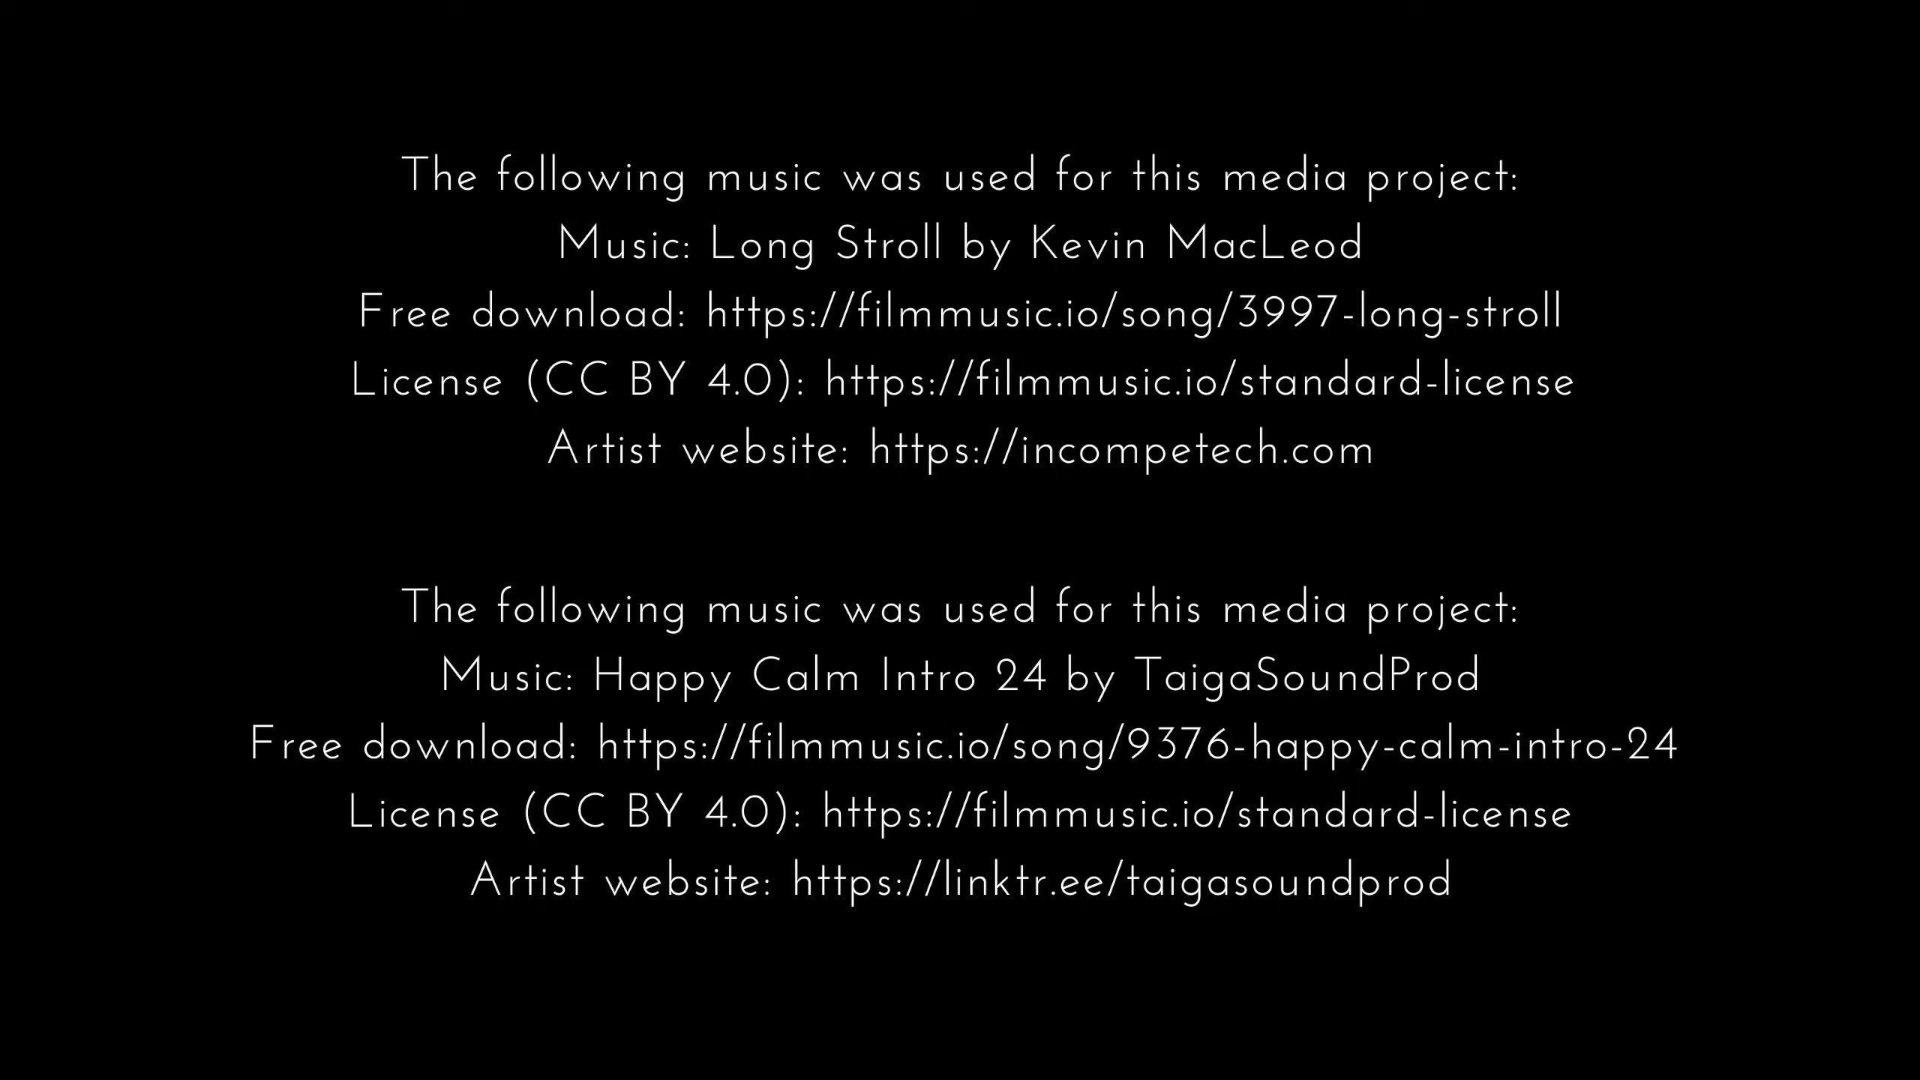 The following music was used for this media project:
Music: Long Stroll by Kevin MacLeod
Free download: https://filmmusic.io/song/3997-long-stroll
License (CC BY 4.0): https://filmmusic.io/standard-license
Artist website: https://incompetech.com
The following music was used for this media project:
Music: Happy Calm Intro 24 by TaigaSoundProd
Free download: https://filmmusic.io/song/9376-happy-calm-intro-24
License (CC BY 4.0): https://filmmusic.io/standard-license
Artist website: https://linktr.ee/taigasoundprod